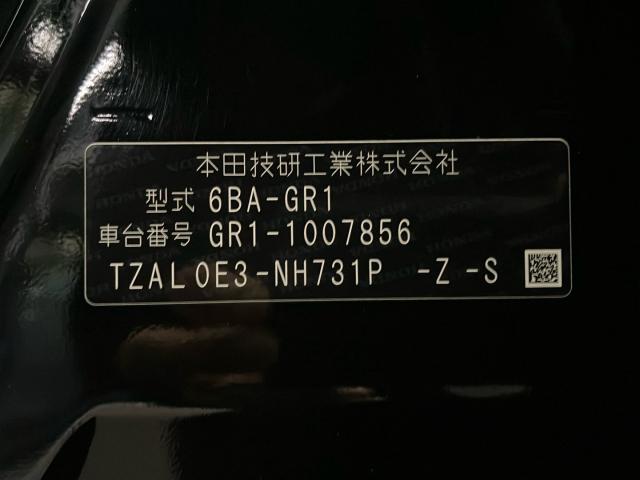 本田技研工業株式会社
型式 6BA-GR1
車台番号 GR1-1007856
TZAL0E3-NH731P -Z -S